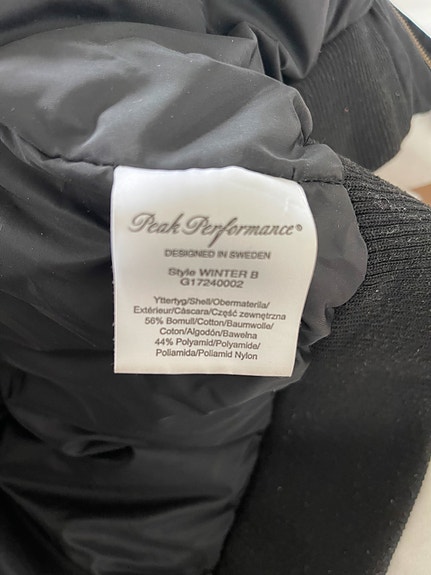 Peak Performance®
DESIGNED IN SWEDEN
Style WINTER B
G17240002
Yttertyg/Shell/Obermaterila/
Extérieur/Cáscara/Część zewnętrzna
56% Bomull/Cotton/Baumwolle/
Coton/Algodón/Bawełna
44% Polyamid/Polyamide/
Poliamida/Poliamid Nylon